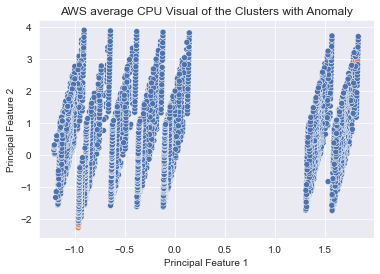 AWS average CPU Visual of the Clusters with Anomaly
4
3
2
1
0
−1
−2
Principal Feature 2
−1.0 −0.5 0.0 0.5 1.0 1.5
Principal Feature 1